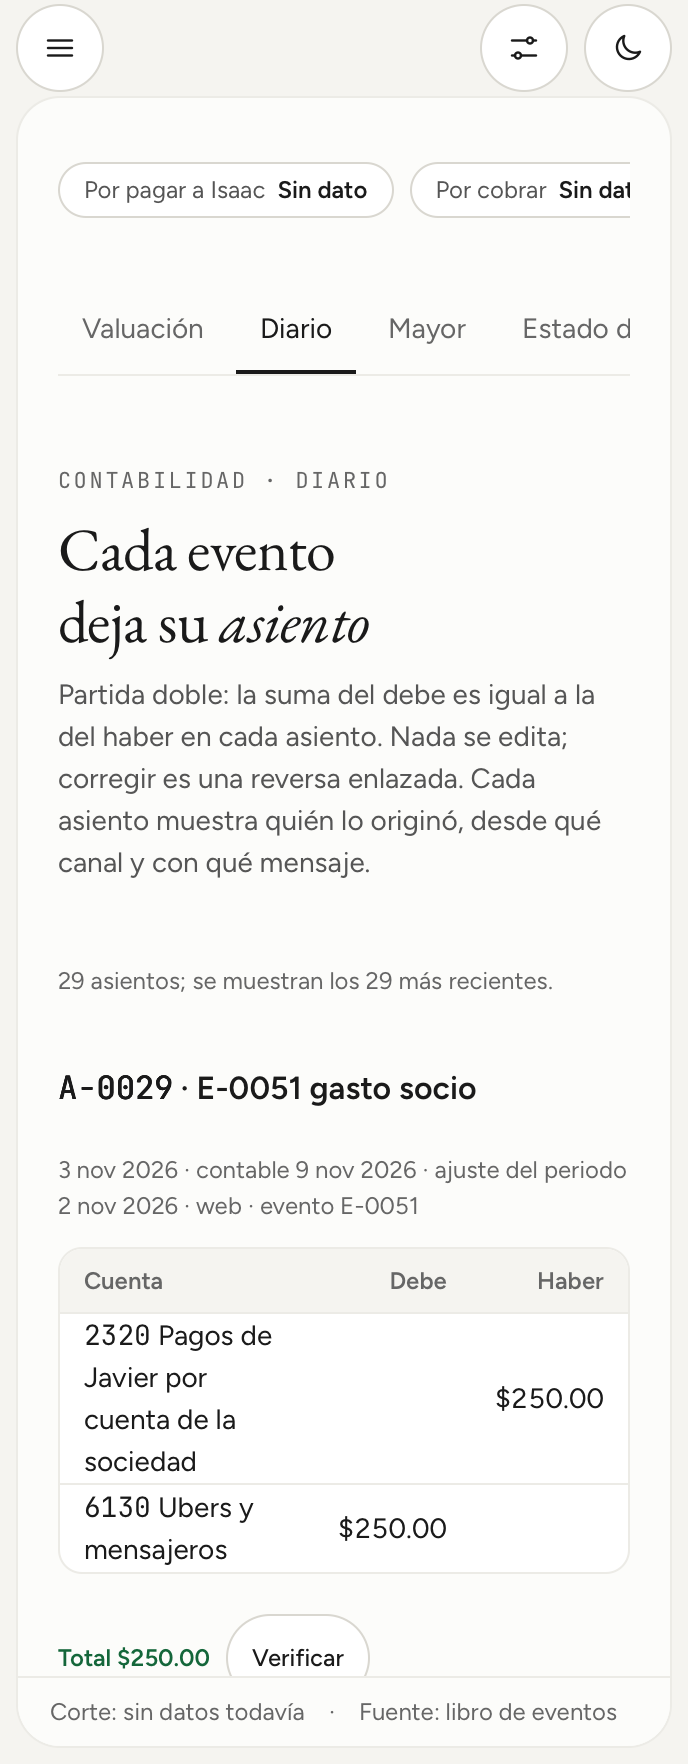 Por pagar a Isaac Sin dato
Por cobrar Sin dat
Valuación Diario Mayor Estado d
CONTABILIDAD · DIARIO
Cada evento
deja su asiento
Partida doble: la suma del debe es igual a la
del haber en cada asiento. Nada se edita;
corregir es una reversa enlazada. Cada
asiento muestra quién lo originó, desde qué
canal y con qué mensaje.
29 asientos; se muestran los 29 más recientes.
A-0029 · E-0051 gasto socio
3 nov 2026 · contable 9 nov 2026 · ajuste del periodo
2 nov 2026 · web · evento E-0051
Cuenta Debe Haber
2320 Pagos de
Javier por
cuenta de la
sociedad
$250.00
6130 Ubers y
mensajeros
$250.00
Total $250.00 Verificar
Corte: sin datos todavía · Fuente: libro de eventos